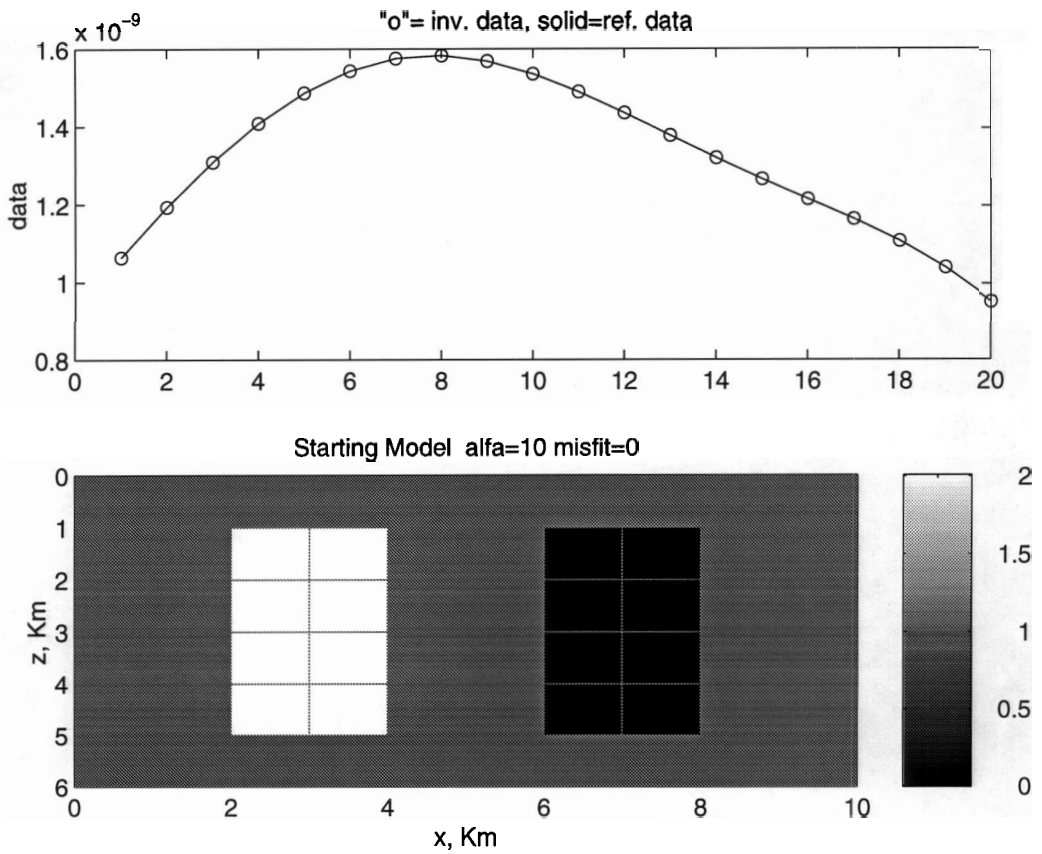 "o"= inv. data, solid=ref. data
x 10⁻⁹
1.6
1.4
1.2
1
0.8
data
0 2 4 6 8 10 12 14 16 18 20
Starting Model alfa=10 misfit=0
0
1
2
3
4
5
6
z, Km
0 2 4 6 8 10
x, Km
2
1.5
1
0.5
0